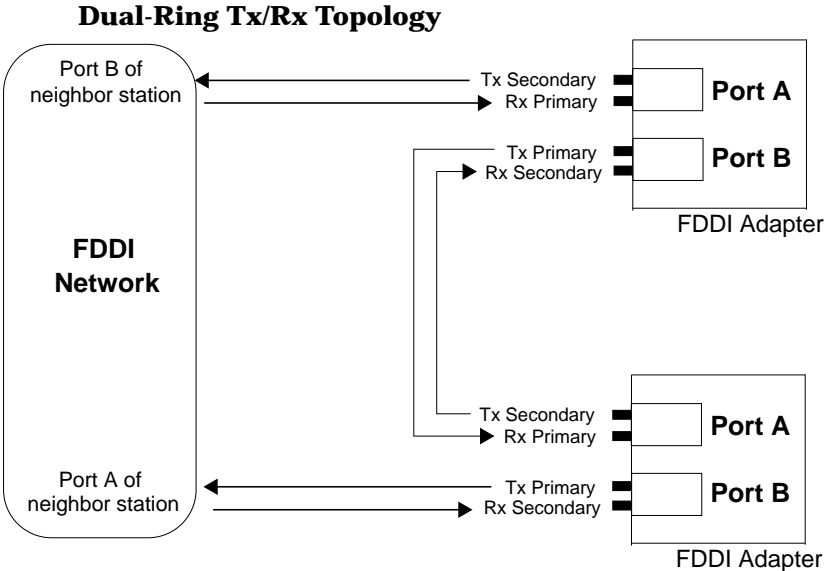 Dual-Ring Tx/Rx Topology
Port B of
neighbor station
Tx Secondary
Rx Primary
Port A
Tx Primary
Rx Secondary
Port B
FDDI Adapter
FDDI
Network
Tx Secondary
Rx Primary
Port A
Port A of
neighbor station
Tx Primary
Rx Secondary
Port B
FDDI Adapter